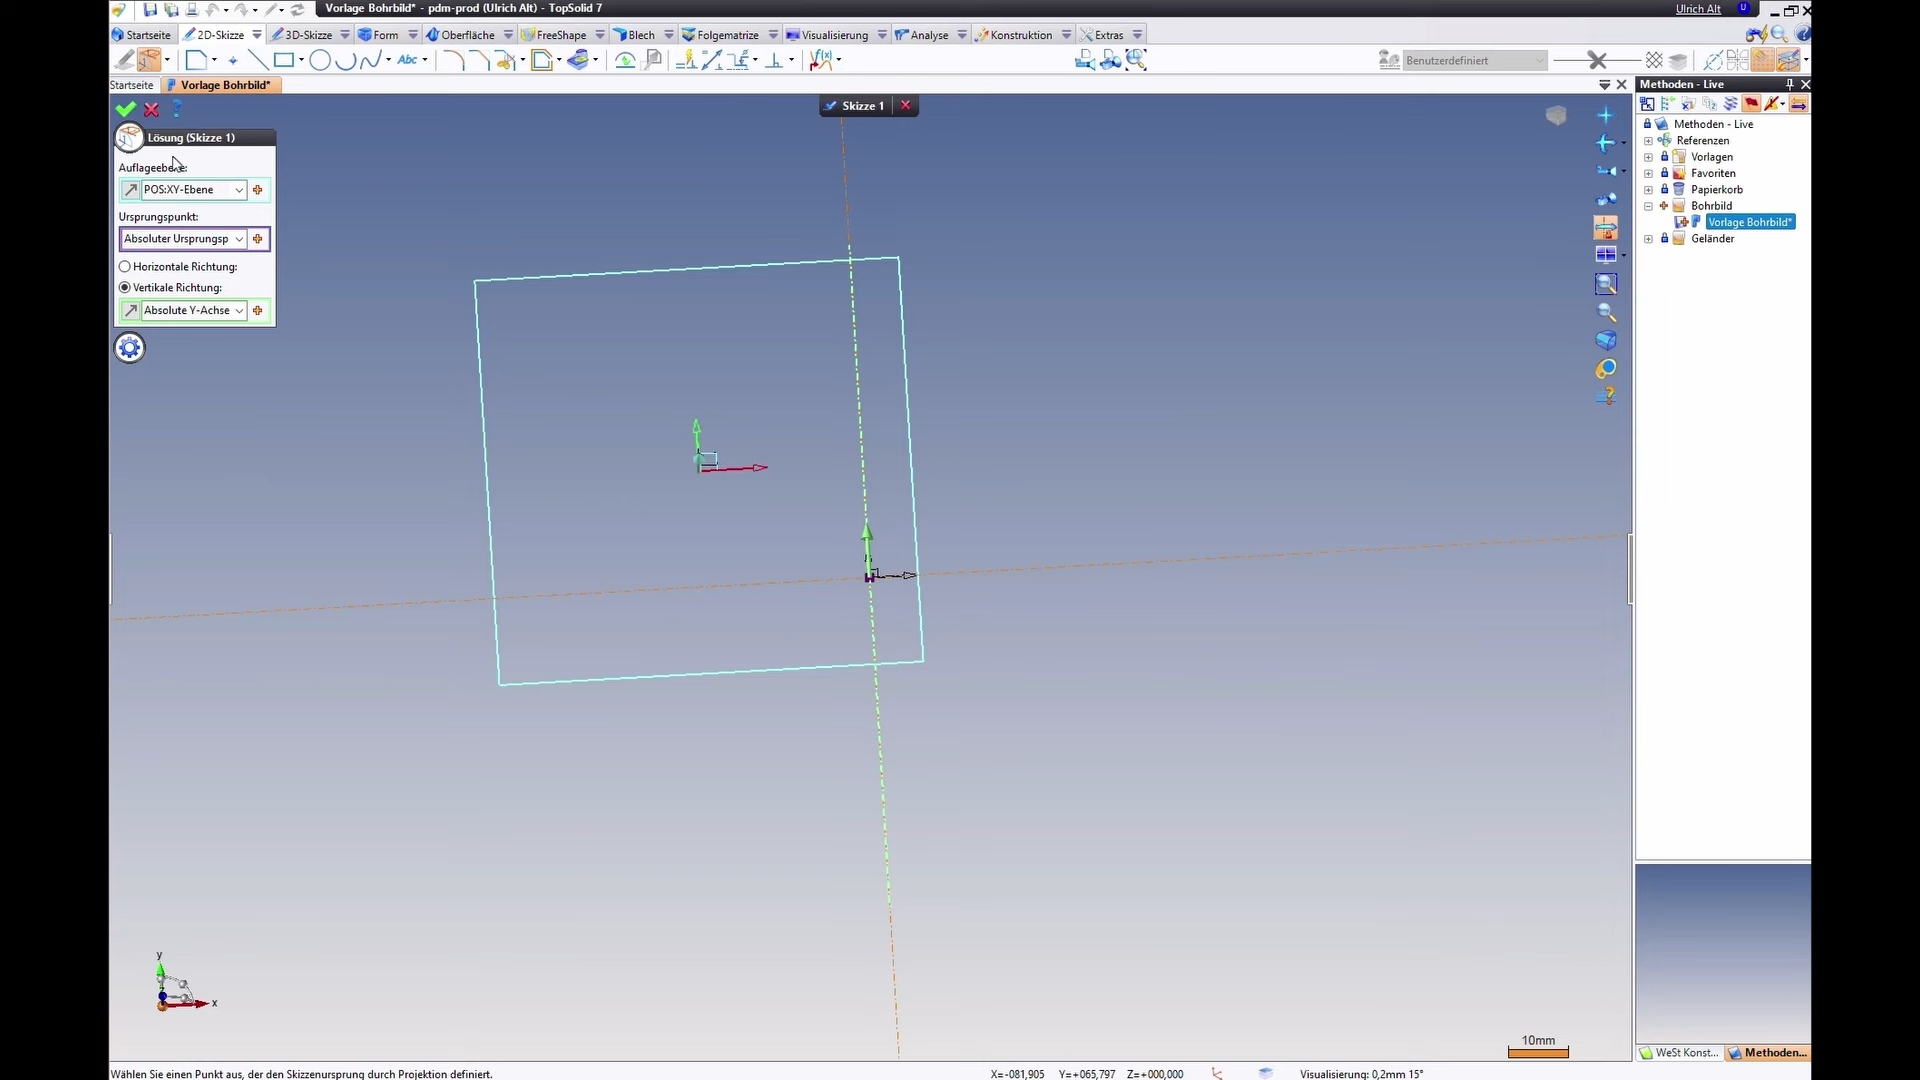 Vorlage Bohrbild* - pdm-prod (Ulrich Alt) - TopSolid 7
Ulrich Alt
U
Startseite
2D-Skizze
3D-Skizze
Form
Oberfläche
FreeShape
Blech
Folgematrize
Visualisierung
Analyse
Konstruktion
Extras
Abc
Benutzerdefiniert
Startseite
Vorlage Bohrbild*
Skizze 1
Methoden - Live
Lösung (Skizze 1)
Auflageebene:
POS:XY-Ebene
Ursprungspunkt:
Absoluter Ursprungsp
Horizontale Richtung:
Vertikale Richtung:
Absolute Y-Achse
Methoden - Live
Referenzen
Vorlagen
Favoriten
Papierkorb
Bohrbild
Vorlage Bohrbild*
Geländer
y
z
x
10mm
WeSt Konst...
Methoden...
Wählen Sie einen Punkt aus, der den Skizzenursprung durch Projektion definiert.
X=-081,905 Y=+065,797 Z=+000,000
Visualisierung: 0,2mm 15°